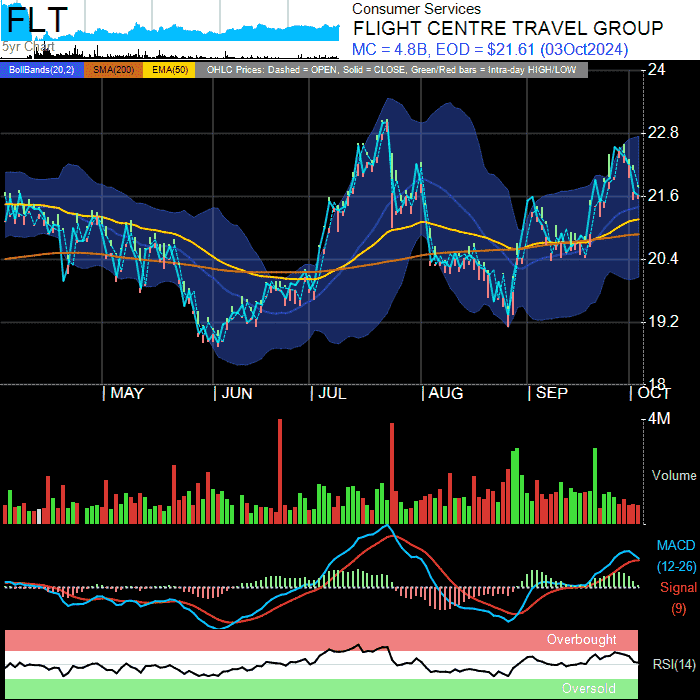 FLT
5yr Chart
Consumer Services
FLIGHT CENTRE TRAVEL GROUP
MC = 4.8B, EOD = $21.61 (03Oct2024)
BollBands(20,2) SMA(200) EMA(50) OHLC Prices: Dashed = OPEN, Solid = CLOSE, Green/Red bars = Intra-day HIGH/LOW
24
22.8
21.6
20.4
19.2
18
MAY JUN JUL AUG SEP OCT
4M
Volume
MACD
(12-26)
Signal
(9)
Overbought
RSI(14)
Oversold